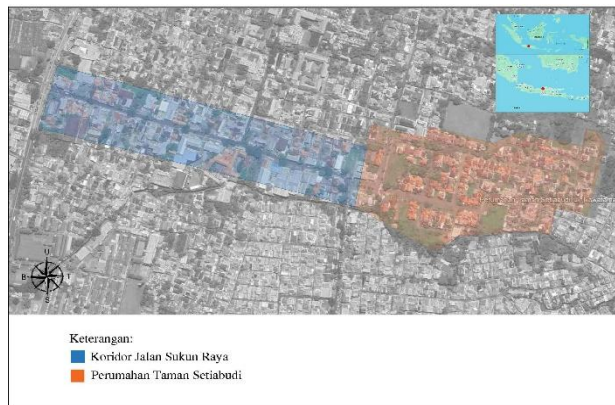 U
B T
S
Keterangan:
Koridor Jalan Sukun Raya
Perumahan Taman Setiabudi